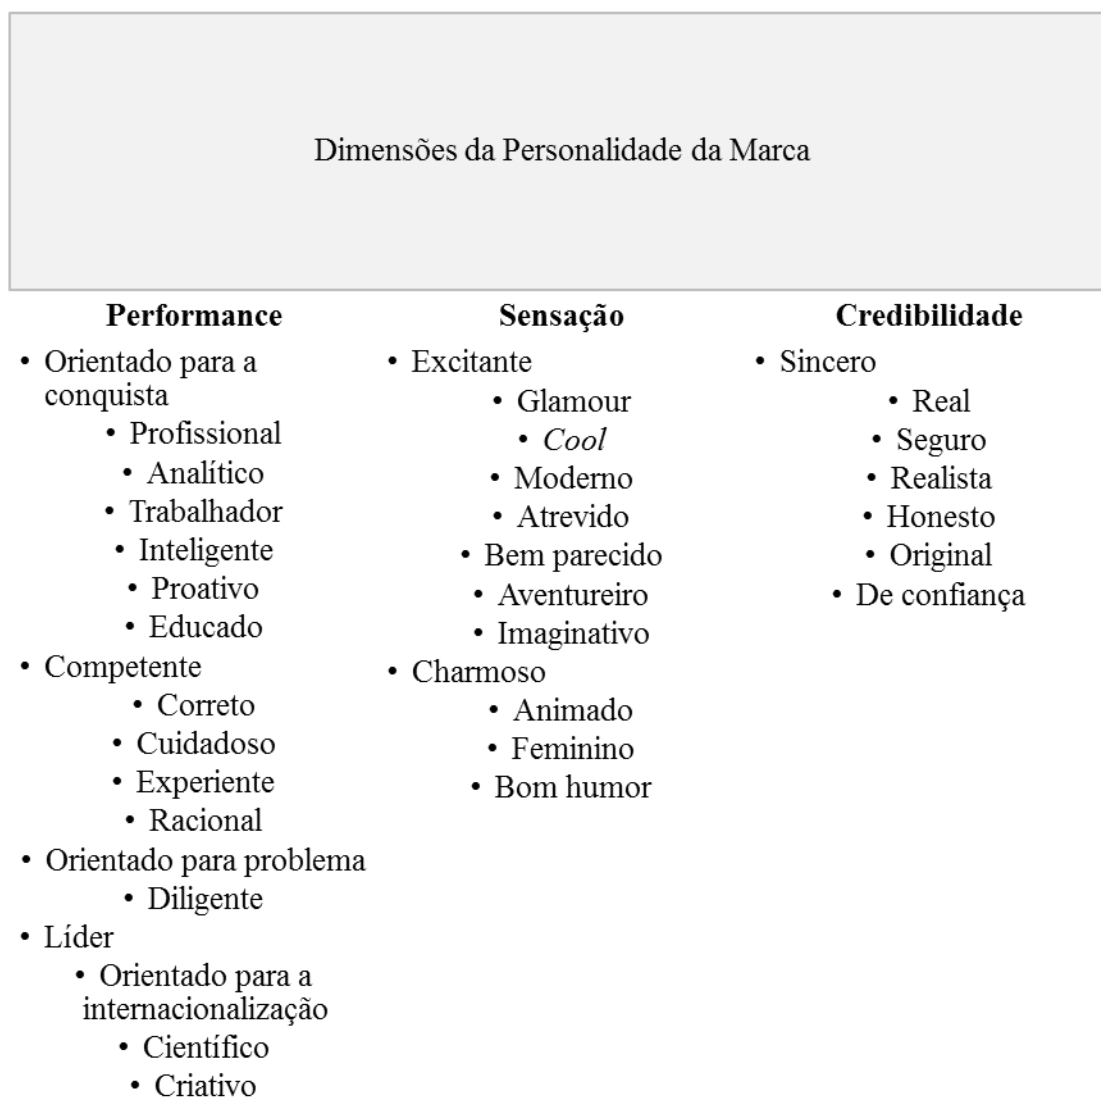 Dimensões da Personalidade da Marca
Performance
• Orientado para a
conquista
• Profissional
• Analítico
• Trabalhador
• Inteligente
• Proativo
• Educado
• Competente
• Correto
• Cuidadoso
• Experiente
• Racional
• Orientado para problema
• Diligente
• Líder
• Orientado para a
internacionalização
• Científico
• Criativo
Sensação
• Excitante
• Glamour
• Cool
• Moderno
• Atrevido
• Bem parecido
• Aventureiro
• Imaginativo
• Charmoso
• Animado
• Feminino
• Bom humor
Credibilidade
• Sincero
• Real
• Seguro
• Realista
• Honesto
• Original
• De confiança